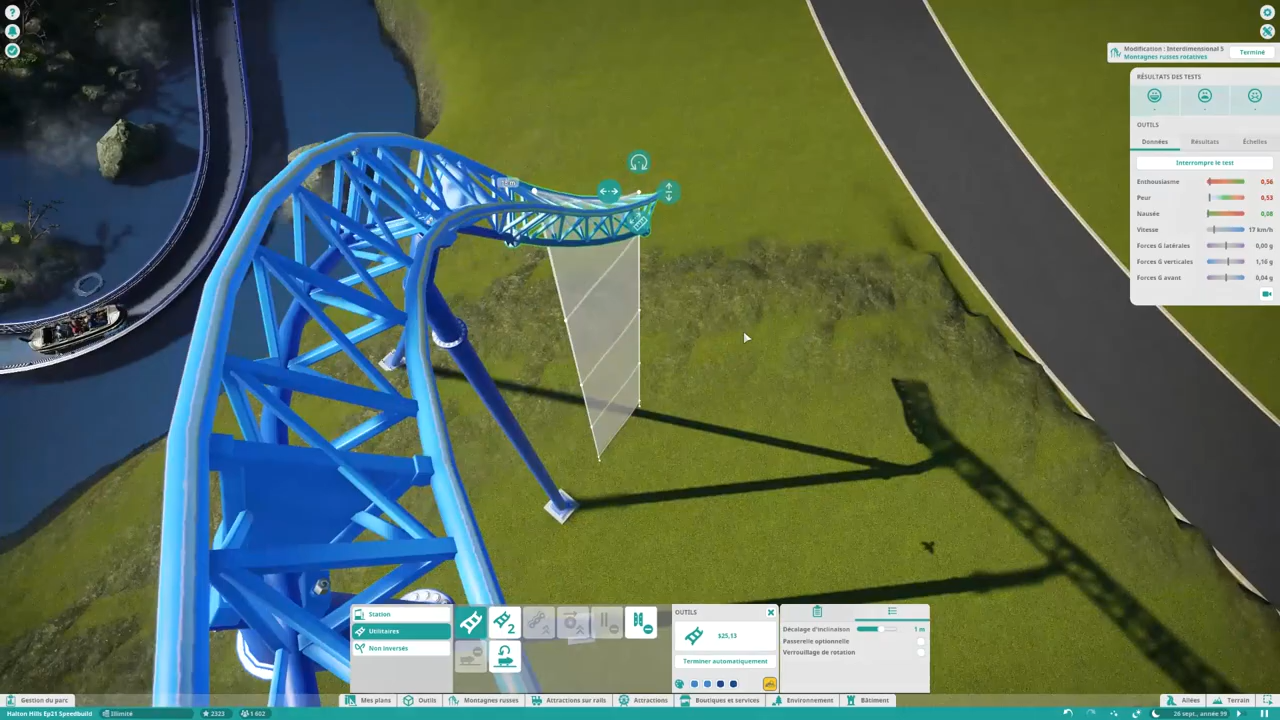 Modification : Interdimensional 5
Montagnes russes rotatives
Terminé
RÉSULTATS DES TESTS
-
-
-
OUTILS
Données
Résultats
Échelles
Interrompre le test
Enthousiasme 0,56
Peur 0,53
Nausée 0,08
Vitesse 17 km/h
Forces G latérales 0,00 g
Forces G verticales 1,16 g
Forces G avant 0,04 g
Station
Utilitaires
Non inversés
2
OUTILS
$25,13
Terminer automatiquement
Décalage d'inclinaison 1 m
Passerelle optionnelle
Verrouillage de rotation
Gestion du parc
Mes plans
Outils
Montagnes russes
Attractions sur rails
Attractions
Boutiques et services
Environnement
Bâtiment
Allées
Terrain
Halton Hills Ep21 Speedbuild
Illimité
2323
1 602
26 sept., année 99